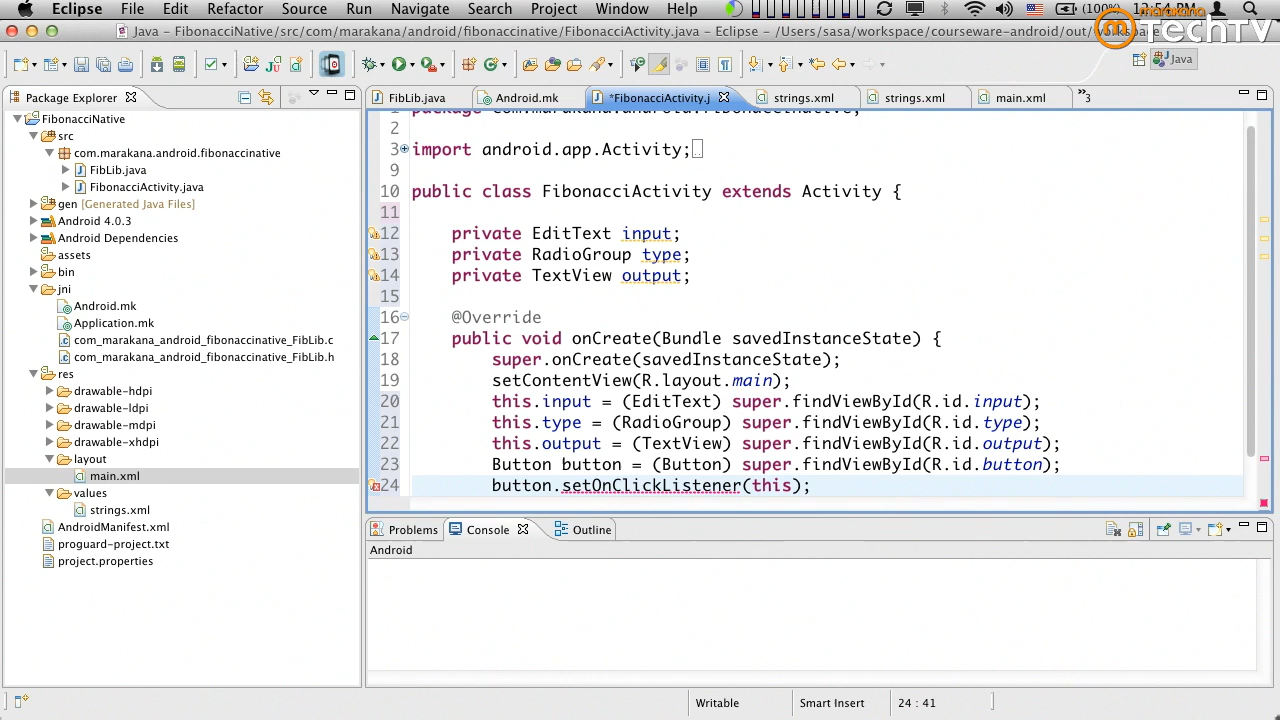 Eclipse File Edit Refactor Source Run Navigate Search Project Window Help (100%)
marakana
TechTV
Java – FibonacciNative/src/com/marakana/android/fibonaccinative/FibonacciActivity.java – Eclipse – /Users/sasa/workspace/courseware-android/out/workspace
Java
Package Explorer
FibLib.java Android.mk *FibonacciActivity.j strings.xml strings.xml main.xml »3
FibonacciNative
src
com.marakana.android.fibonaccinative
FibLib.java
FibonacciActivity.java
gen [Generated Java Files]
Android 4.0.3
Android Dependencies
assets
bin
jni
Android.mk
Application.mk
com_marakana_android_fibonaccinative_FibLib.c
com_marakana_android_fibonaccinative_FibLib.h
res
drawable-hdpi
drawable-ldpi
drawable-mdpi
drawable-xhdpi
layout
main.xml
values
strings.xml
AndroidManifest.xml
proguard-project.txt
project.properties
2
3 import android.app.Activity;
9
10 public class FibonacciActivity extends Activity {
11
12 private EditText input;
13 private RadioGroup type;
14 private TextView output;
15
16 @Override
17 public void onCreate(Bundle savedInstanceState) {
18 super.onCreate(savedInstanceState);
19 setContentView(R.layout.main);
20 this.input = (EditText) super.findViewById(R.id.input);
21 this.type = (RadioGroup) super.findViewById(R.id.type);
22 this.output = (TextView) super.findViewById(R.id.output);
23 Button button = (Button) super.findViewById(R.id.button);
24 button.setOnClickListener(this);
Problems Console Outline
Android
Writable Smart Insert 24 : 41